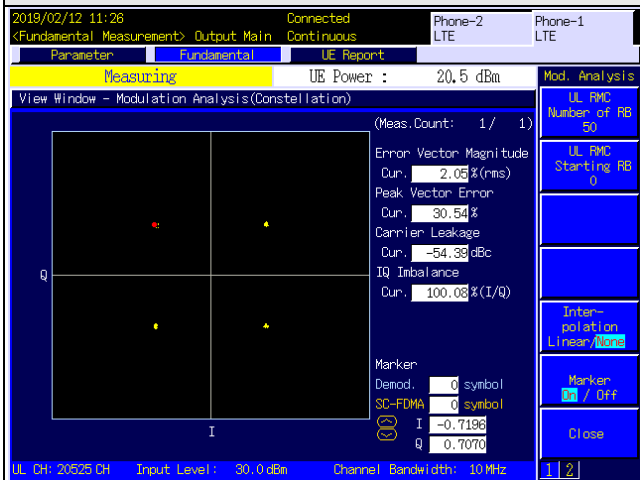 2019/02/12 11:26 Connected Phone-2 Phone-1
<Fundamental Measurement> Output Main Continuous LTE LTE
Parameter Fundamental UE Report
Measuring UE Power : 20.5 dBm Mod. Analysis
View Window - Modulation Analysis(Constellation)
UL RMC
Number of RB
50
(Meas.Count: 1/ 1)
Error Vector Magnitude
Cur. 2.05 %(rms)
Peak Vector Error
Cur. 30.54 %
Carrier Leakage
Cur. -54.39 dBc
IQ Imbalance
Cur. 100.08 %(I/Q)
UL RMC
Starting RB
0
Q
I
Marker
Demod. 0 symbol
SC-FDMA 0 symbol
I -0.7196
Q 0.7070
Inter-
polation
Linear/None
Marker
On / Off
Close
UL CH: 20525 CH Input Level: 30.0 dBm Channel Bandwidth: 10 MHz 1 2